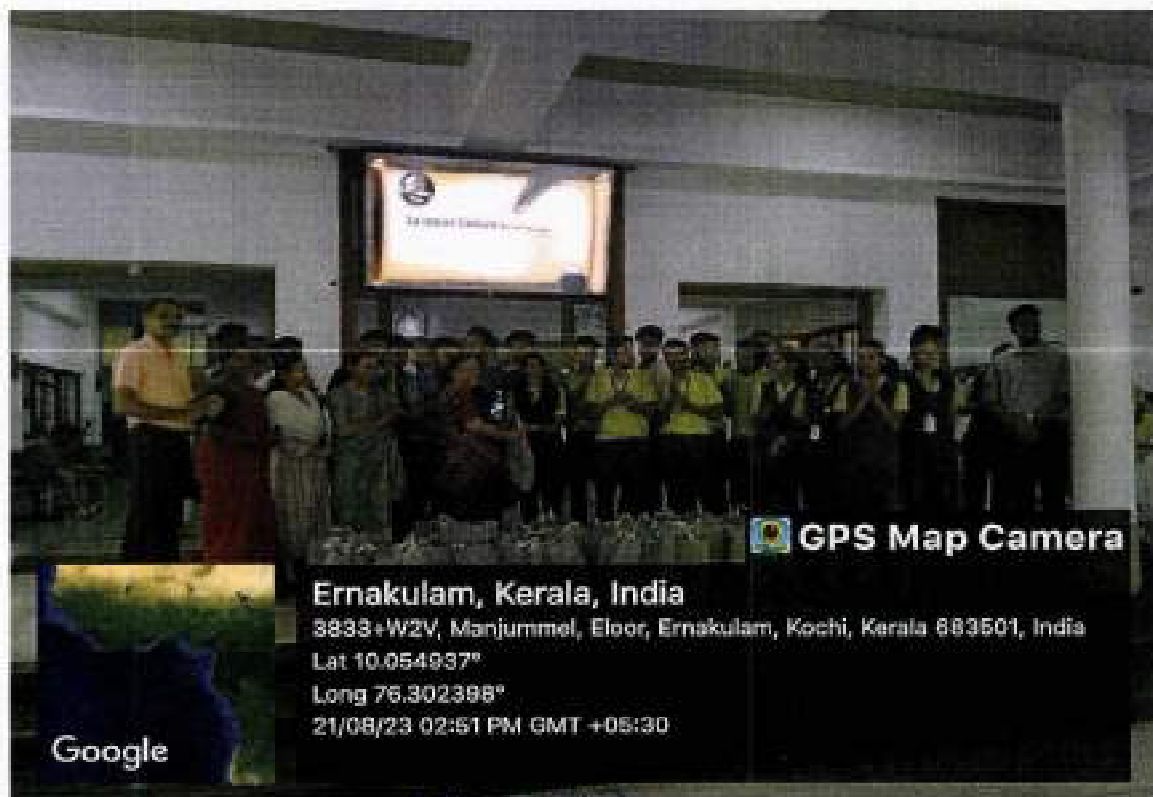 GPS Map Camera
Ernakulam, Kerala, India
3833+W2V, Manjummel, Eloor, Ernakulam, Kochi, Kerala 683501, India
Lat 10.054937°
Long 76.302398°
21/08/23 02:51 PM GMT +05:30
Google